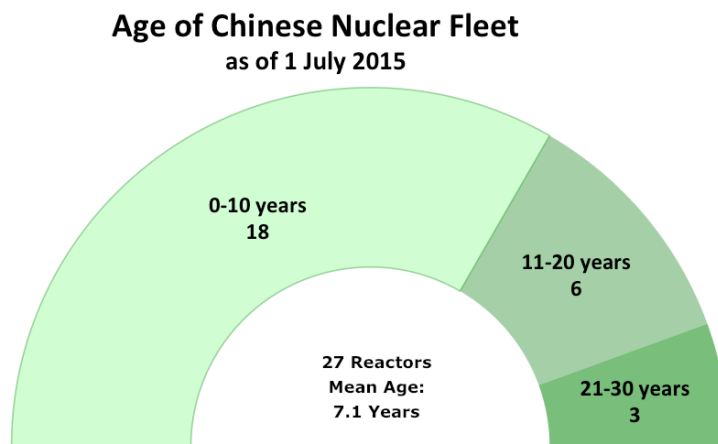 Age of Chinese Nuclear Fleet
as of 1 July 2015
0-10 years
18
11-20 years
6
27 Reactors
Mean Age:
7.1 Years
21-30 years
3